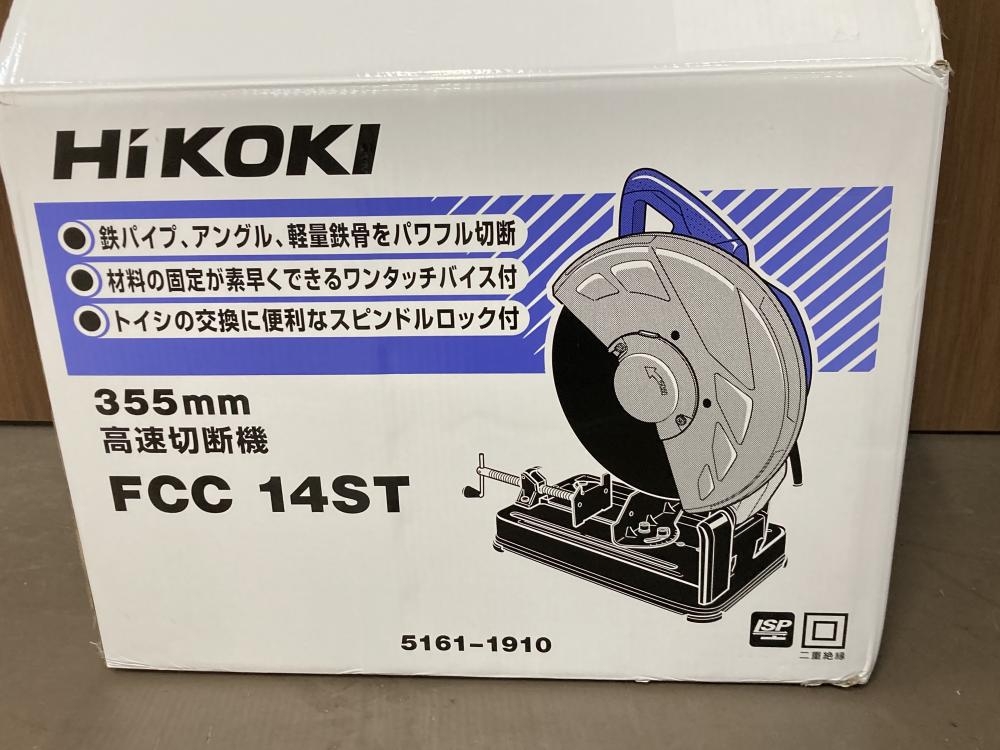 HiKOKI
● 鉄パイプ、アングル、軽量鉄骨をパワフル切断
● 材料の固定が素早くできるワンタッチバイス付
● トイシの交換に便利なスピンドルロック付
355mm
高速切断機
FCC 14ST
5161-1910
ISP
二重絶縁